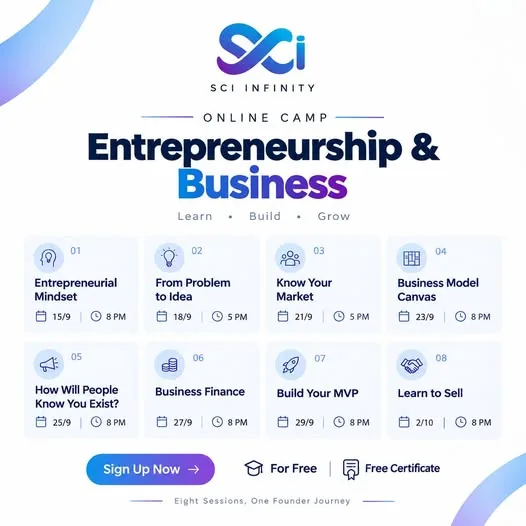 SCi
SCI INFINITY
ONLINE CAMP
Entrepreneurship &
Business
Learn • Build • Grow
01
Entrepreneurial
Mindset
15/9 | 8 PM
02
From Problem
to Idea
18/9 | 5 PM
03
Know Your
Market
21/9 | 5 PM
04
Business Model
Canvas
23/9 | 8 PM
05
How Will People
Know You Exist?
25/9 | 8 PM
06
Business Finance
27/9 | 8 PM
07
Build Your MVP
29/9 | 8 PM
08
Learn to Sell
2/10 | 8 PM
Sign Up Now →
For Free | Free Certificate
Eight Sessions, One Founder Journey